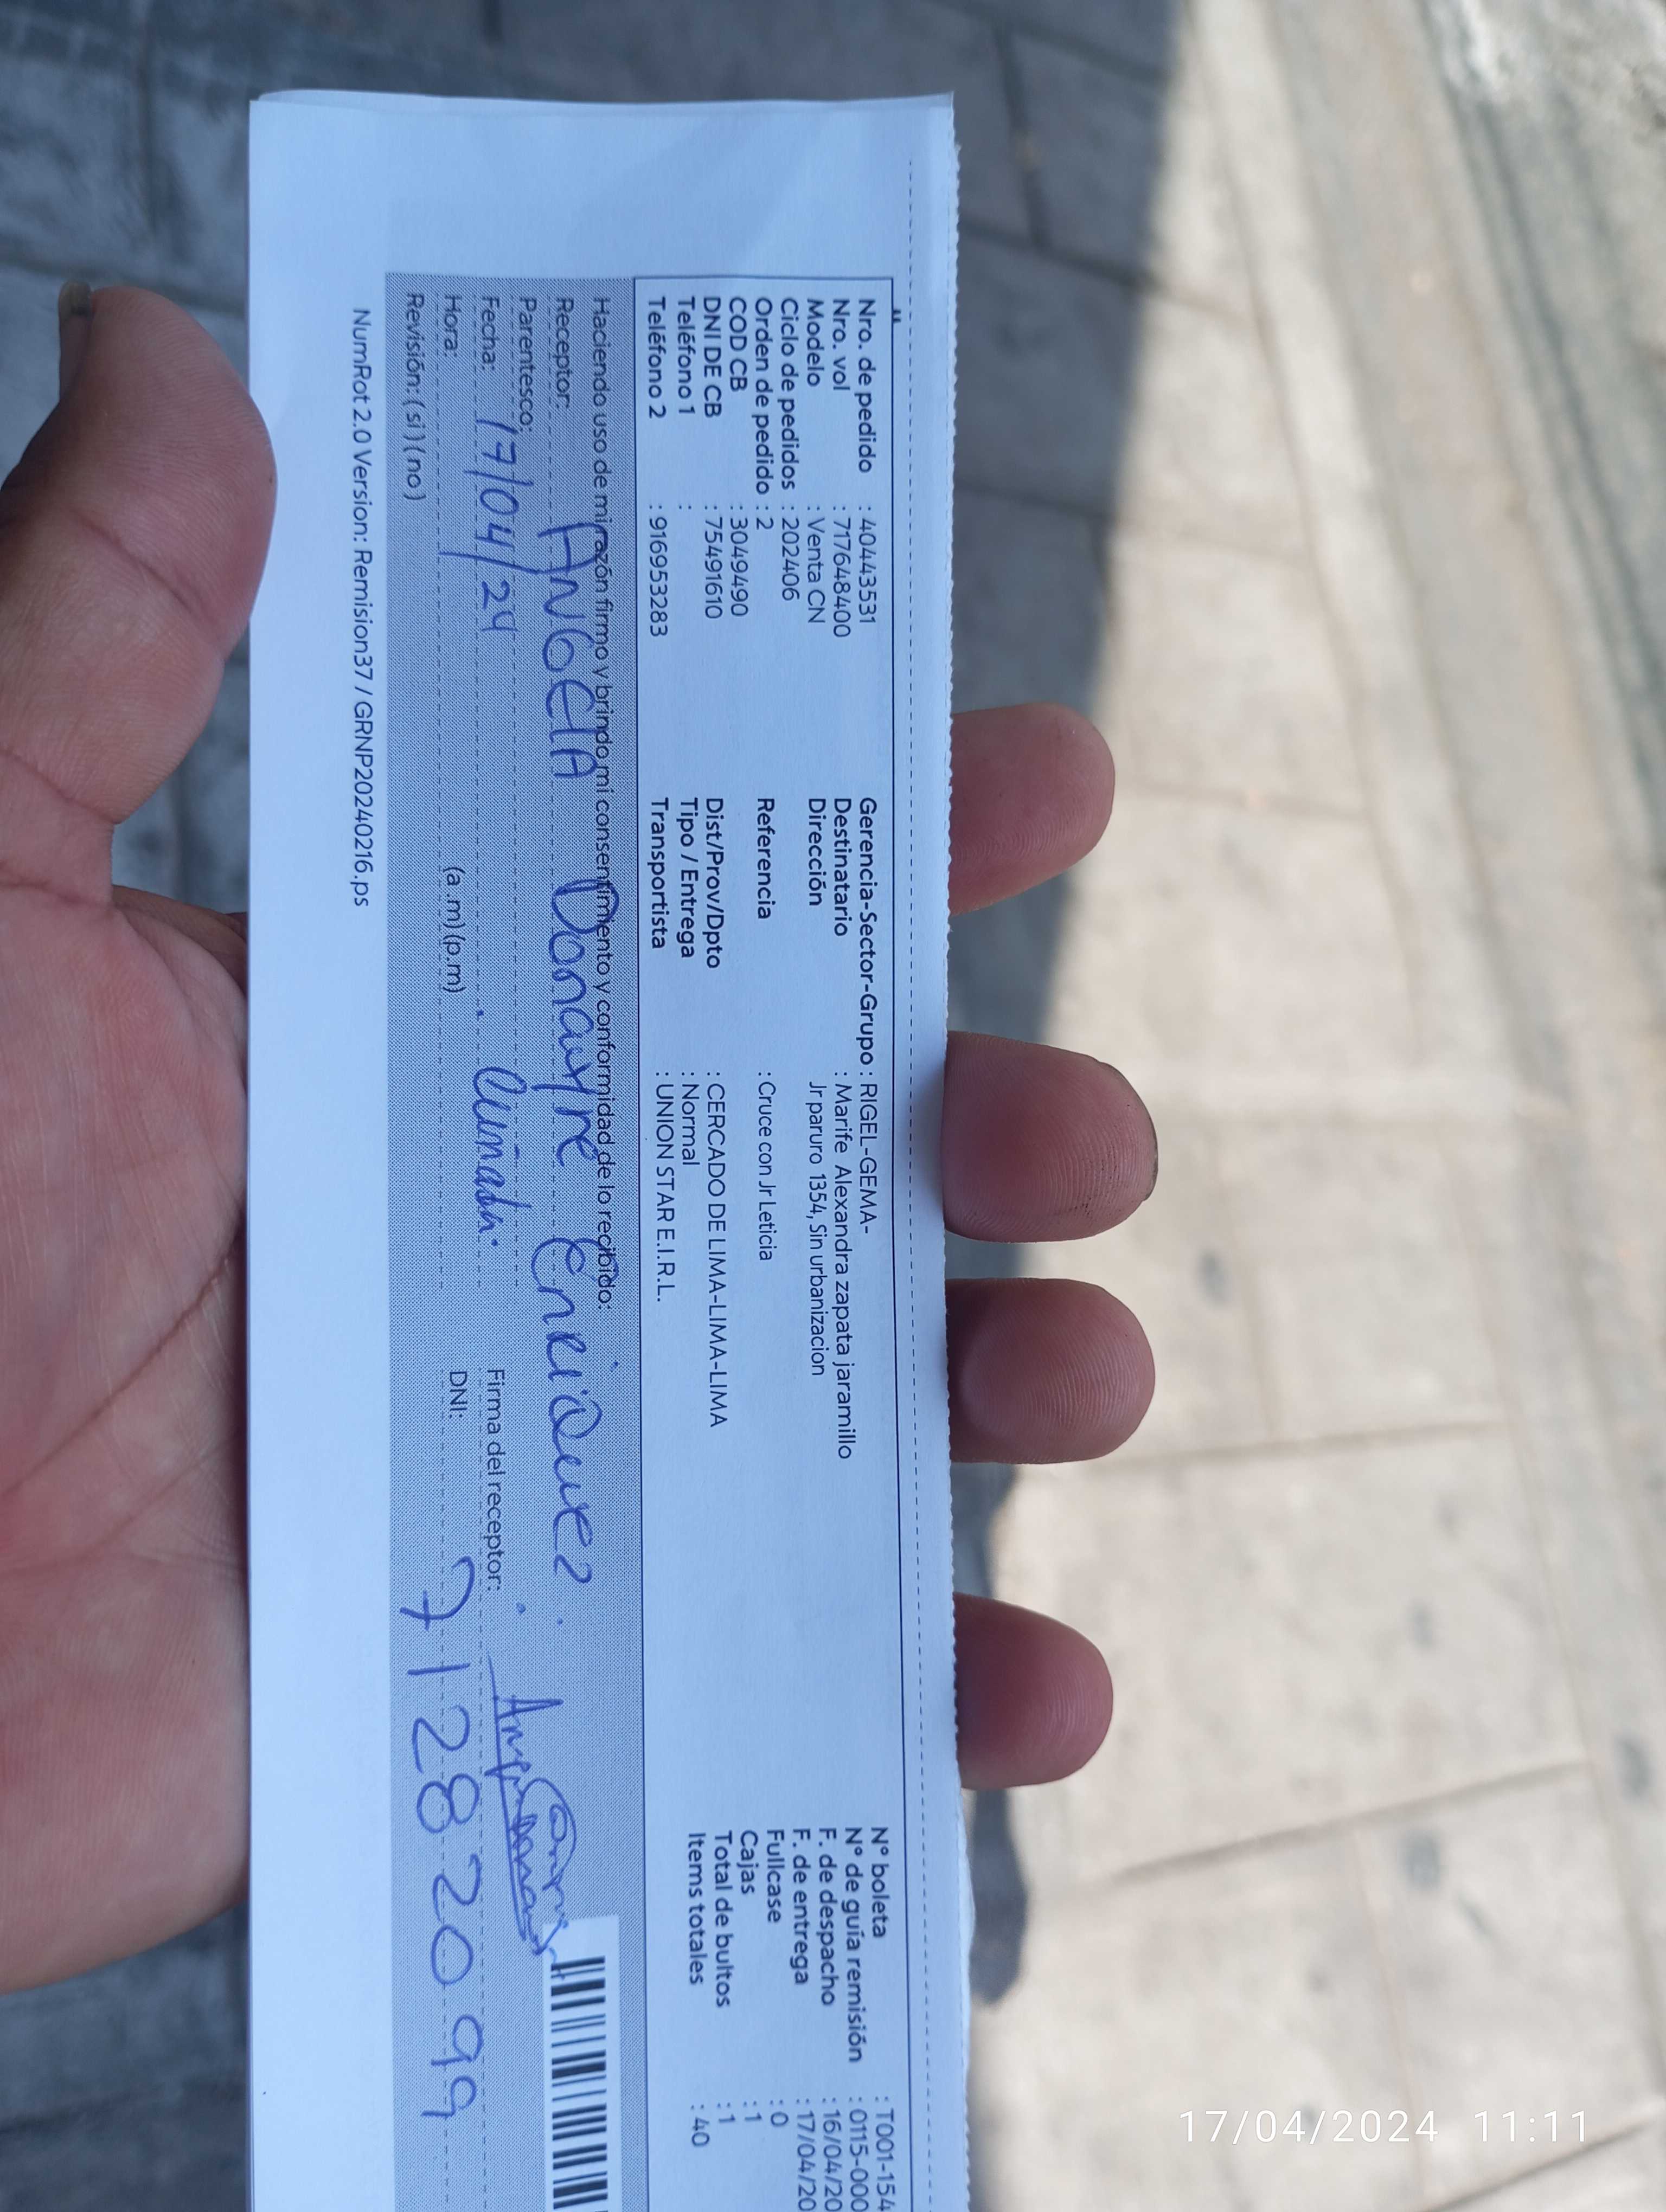 Nro. de pedido : 40443531
Nro. vol : 717648400
Modelo : Venta CN
Ciclo de pedidos : 202406
Orden de pedido : 2
COD CB : 3049490
DNI DE CB : 75491610
Teléfono 1 :
Teléfono 2 : 916953283
Gerencia-Sector-Grupo : RIGEL-GEMA-
Destinatario : Marife Alexandra zapata jaramillo
Dirección Jr paruro 1354, Sin urbanizacion
Referencia : Cruce con Jr Leticia
Dist/Prov/Dpto : CERCADO DE LIMA-LIMA-LIMA
Tipo / Entrega : Normal
Transportista : UNION STAR E.I.R.L.
N° boleta : T001-154
N° de guía remisión : 0115-000
F. de despacho : 16/04/20
F. de entrega : 17/04/20
Fullcase : 0
Cajas : 1
Total de bultos : 1
Items totales : 40
Haciendo uso de mi razón firmo y brindo mi consentimiento y conformidad de lo recibido:
Receptor: ANGELA Donayre Enriquez
Parentesco: Cuñada.
Fecha: 17/04/24
Firma del receptor:
Hora: (a.m) (p.m)
DNI: 71282099
Revisión: ( si ) ( no )
NumRot 2.0 Version: Remision37 / GRNP20240216.ps
17/04/2024 11:11